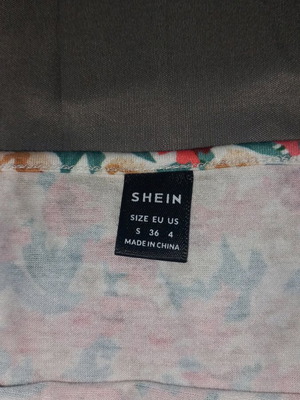 SHEIN
SIZE EU US
S 36 4
MADE IN CHINA